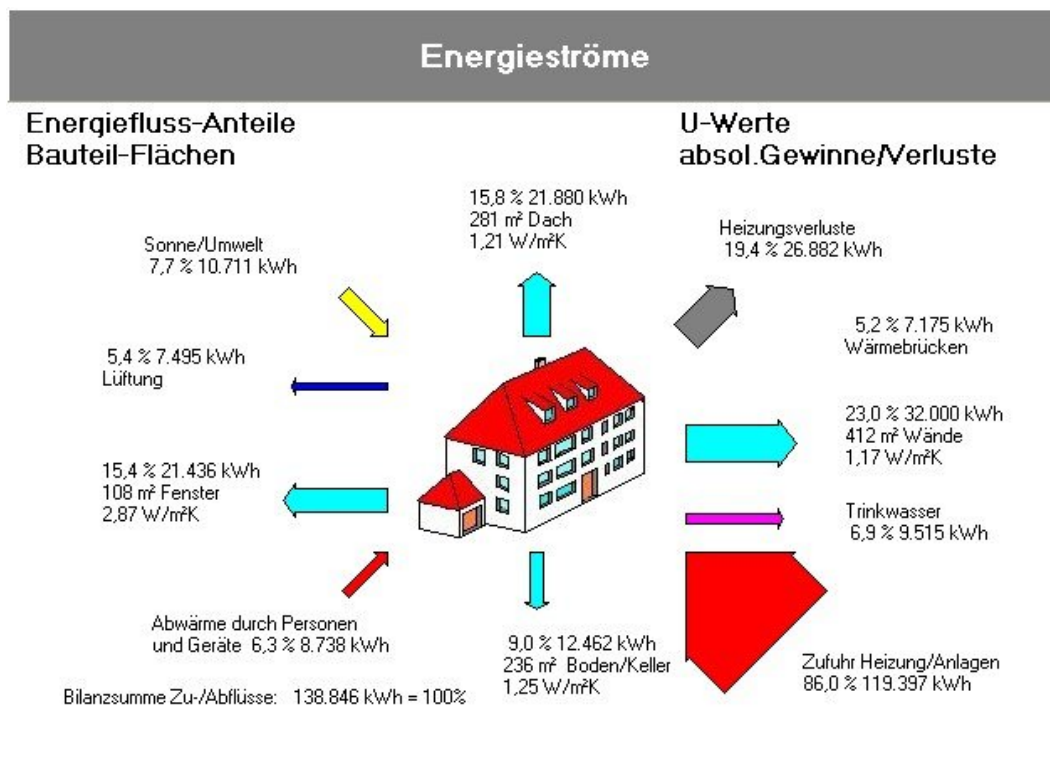 Energieströme
Energiefluss-Anteile
Bauteil-Flächen
U-Werte
absol.Gewinne/Verluste
15,8 % 21.880 kWh
281 m² Dach
1,21 W/m²K
Sonne/Umwelt
7,7 % 10.711 kWh
Heizungsverluste
19,4 % 26.882 kWh
5,4 % 7.495 kWh
Lüftung
5,2 % 7.175 kWh
Wärmebrücken
23,0 % 32.000 kWh
412 m² Wände
1,17 W/m²K
15,4 % 21.436 kWh
108 m² Fenster
2,87 W/m²K
Trinkwasser
6,9 % 9.515 kWh
Abwärme durch Personen
und Geräte 6,3 % 8.738 kWh
9,0 % 12.462 kWh
236 m² Boden/Keller
1,25 W/m²K
Zufuhr Heizung/Anlagen
86,0 % 119.397 kWh
Bilanzsumme Zu-/Abflüsse: 138.846 kWh = 100%